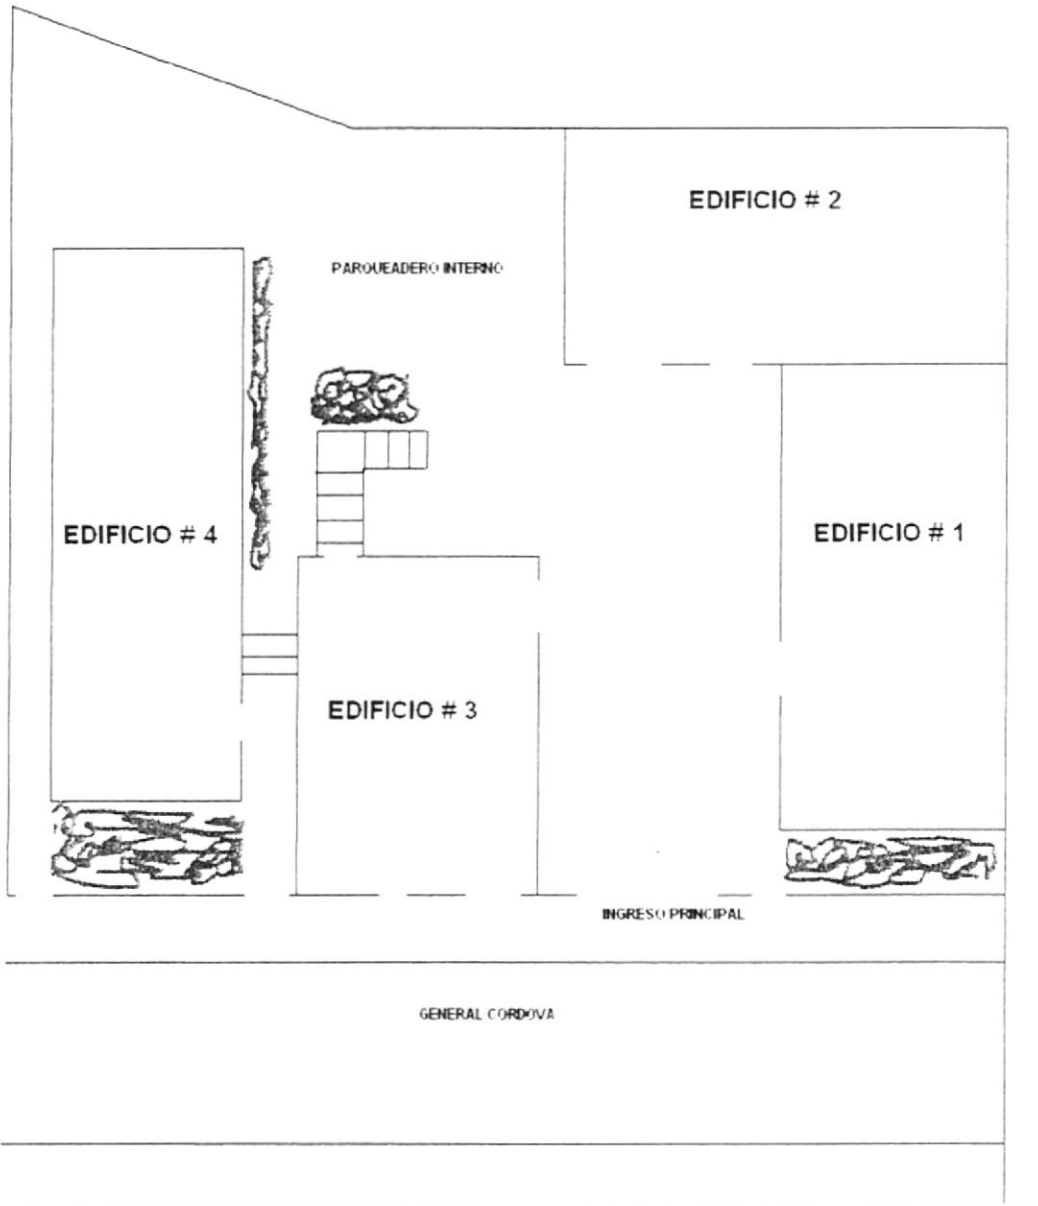 EDIFICIO # 2
PARQUEADERO INTERNO
EDIFICIO # 4
EDIFICIO # 1
EDIFICIO # 3
INGRESO PRINCIPAL
GENERAL CORDOVA